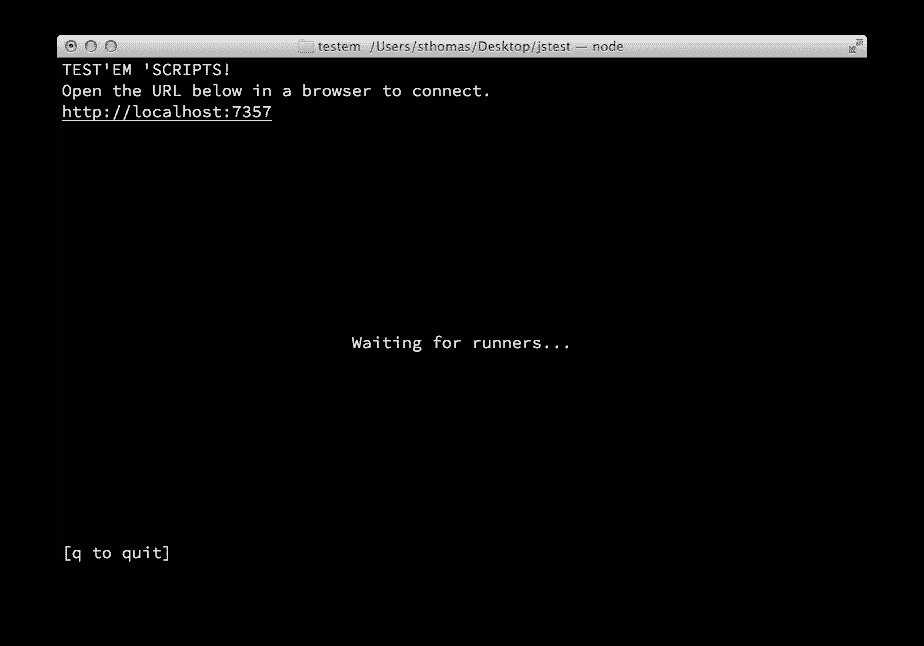 testem /Users/sthomas/Desktop/jstest — node
TEST'EM 'SCRIPTS!
Open the URL below in a browser to connect.
http://localhost:7357
Waiting for runners...
[q to quit]